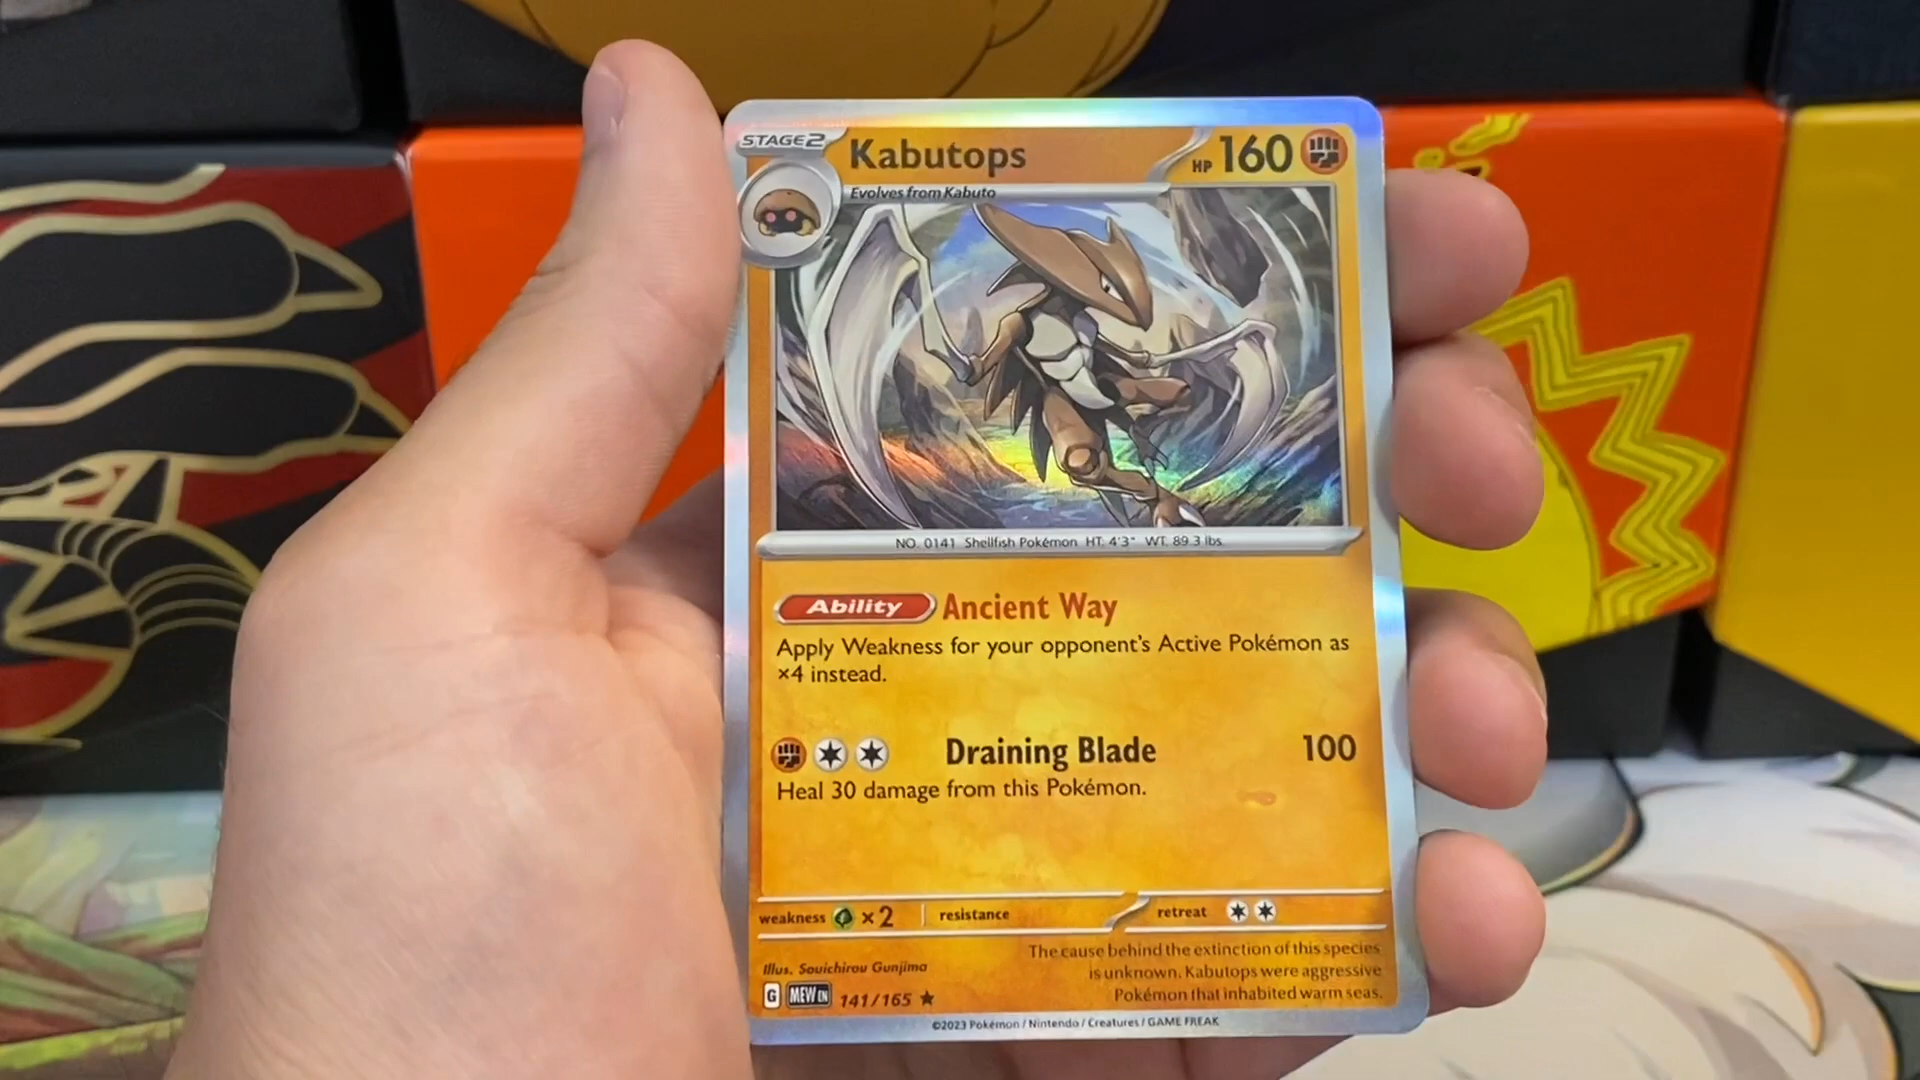 STAGE2
Kabutops
HP 160
Evolves from Kabuto
NO. 0141 Shellfish Pokémon HT: 4'3" WT: 89.3 lbs.
Ability Ancient Way
Apply Weakness for your opponent's Active Pokémon as
×4 instead.
Draining Blade 100
Heal 30 damage from this Pokémon.
weakness ×2 resistance retreat
The cause behind the extinction of this species
is unknown. Kabutops were aggressive
Pokémon that inhabited warm seas.
Illus. Souichirou Gunjima
G MEW EN 141/165
©2023 Pokémon / Nintendo / Creatures / GAME FREAK